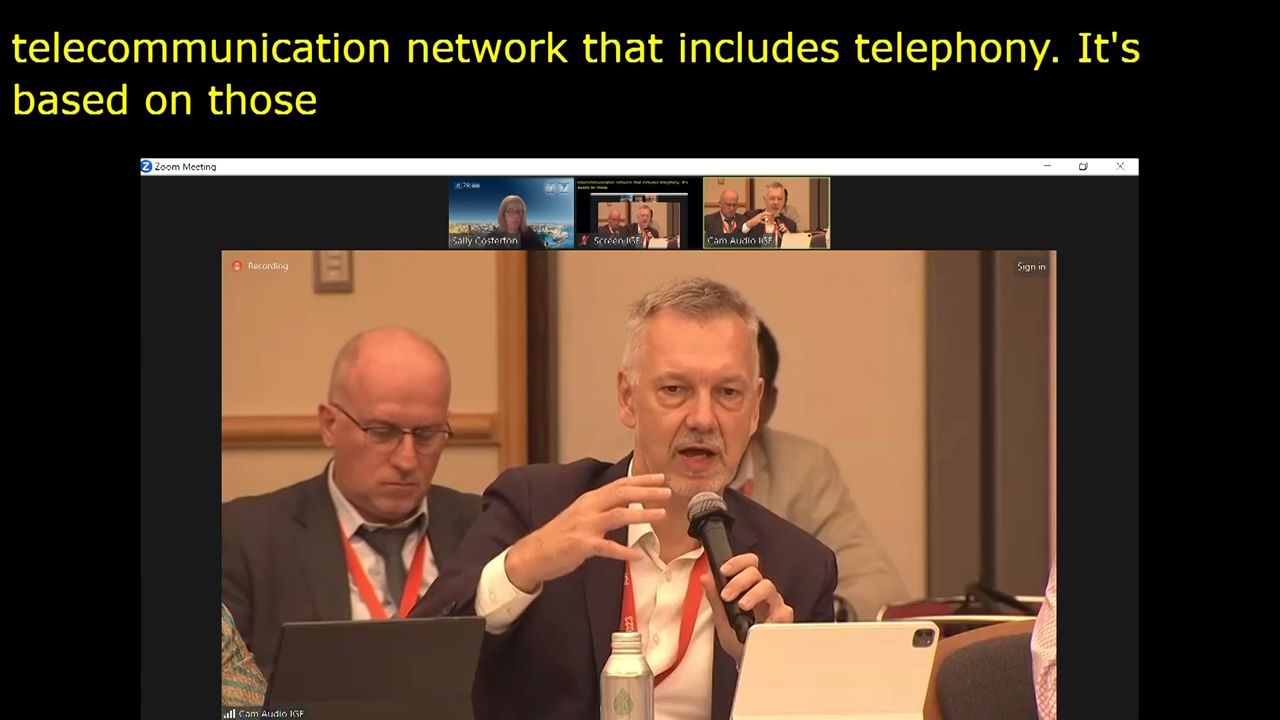 telecommunication network that includes telephony. It's
based on those
Zoom Meeting
Sally Costerton
Screen IGF
Cam Audio IGF
Recording
Sign in
Cam Audio IGF